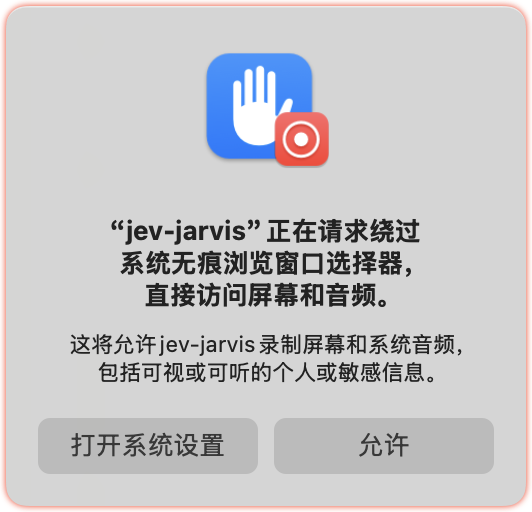 “jev-jarvis”正在请求绕过
系统无痕浏览窗口选择器，
直接访问屏幕和音频。
这将允许jev-jarvis录制屏幕和系统音频，
包括可视或可听的个人或敏感信息。
打开系统设置
允许